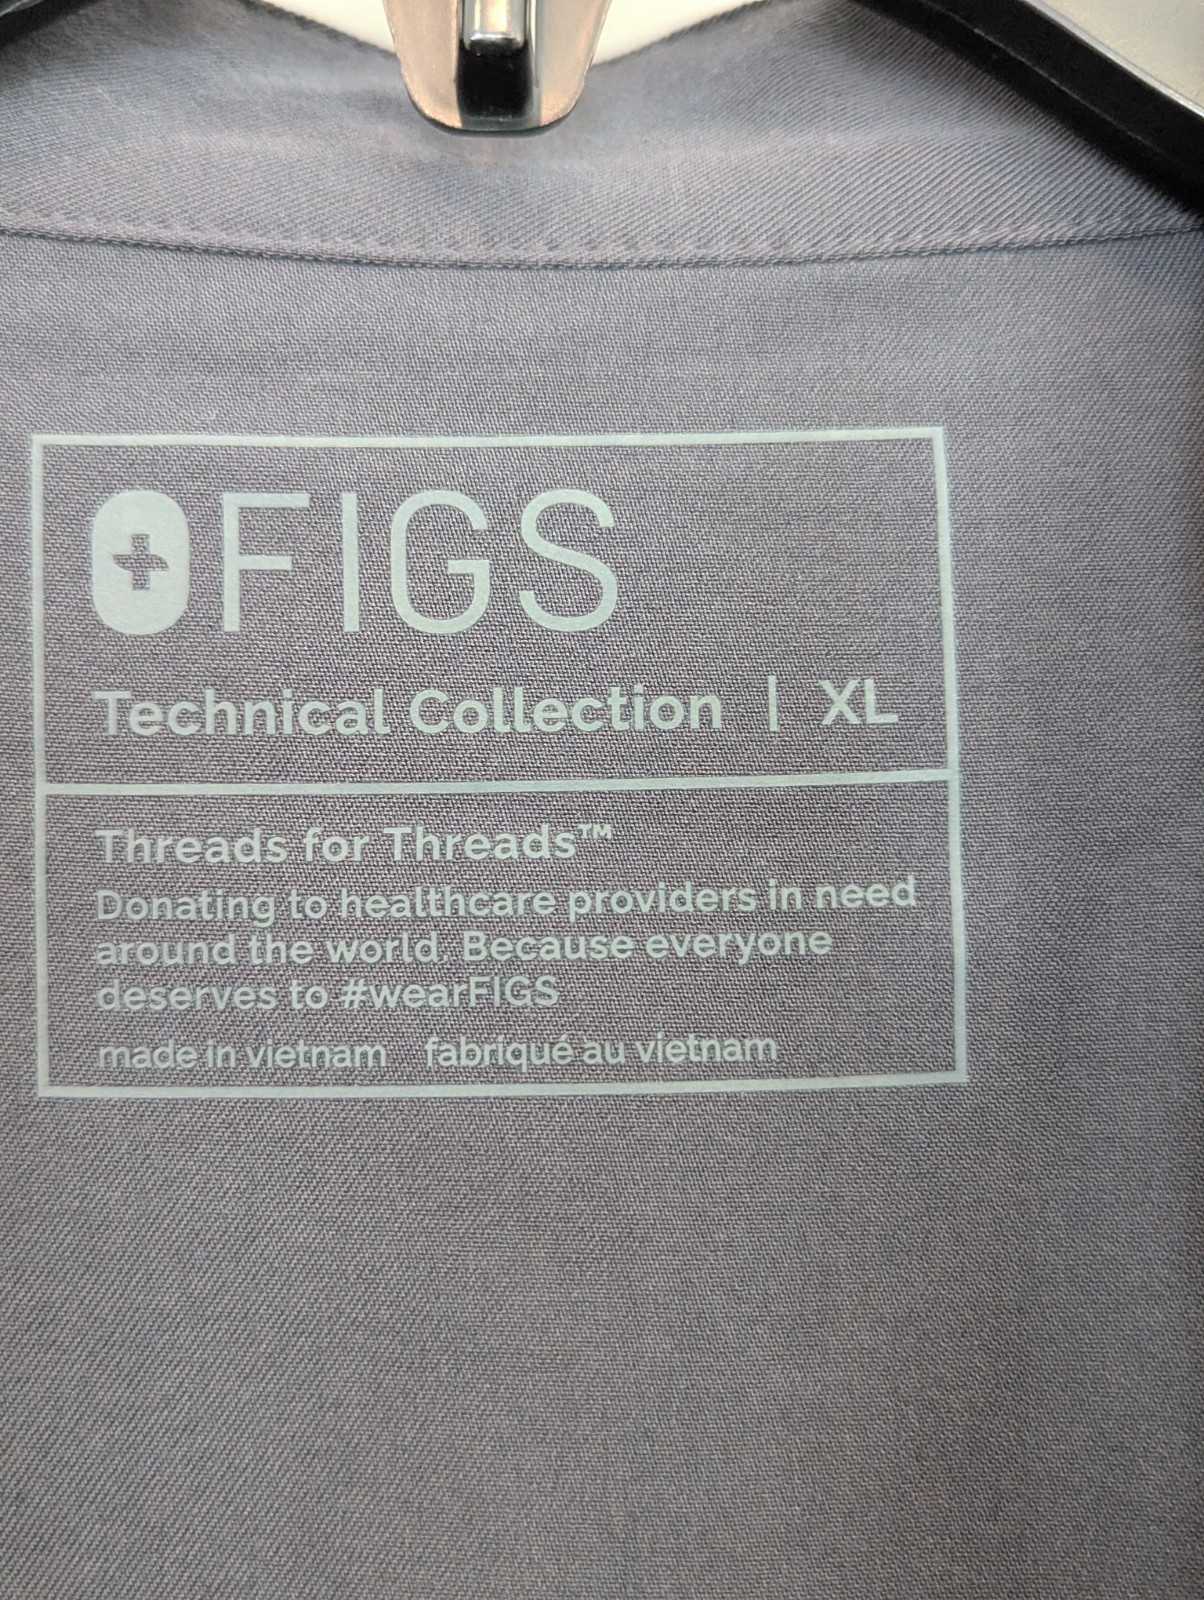 FIGS
Technical Collection | XL
Threads for Threads™
Donating to healthcare providers in need
around the world. Because everyone
deserves to #wearFIGS
made in vietnam fabriqué au vietnam